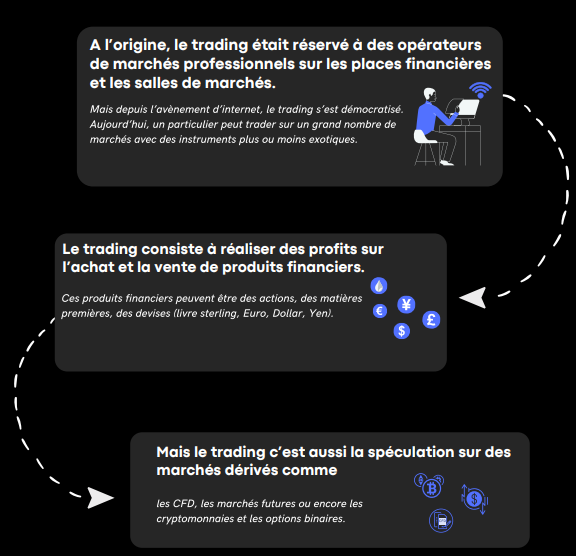 A l’origine, le trading était réservé à des opérateurs
de marchés professionnels sur les places financières
et les salles de marchés.
Mais depuis l’avènement d’internet, le trading s’est démocratisé.
Aujourd’hui, un particulier peut trader sur un grand nombre de
marchés avec des instruments plus ou moins exotiques.
Le trading consiste à réaliser des profits sur
l’achat et la vente de produits financiers.
Ces produits financiers peuvent être des actions, des matières
premières, des devises (livre sterling, Euro, Dollar, Yen).
Mais le trading c’est aussi la spéculation sur des
marchés dérivés comme
les CFD, les marchés futures ou encore les
cryptomonnaies et les options binaires.